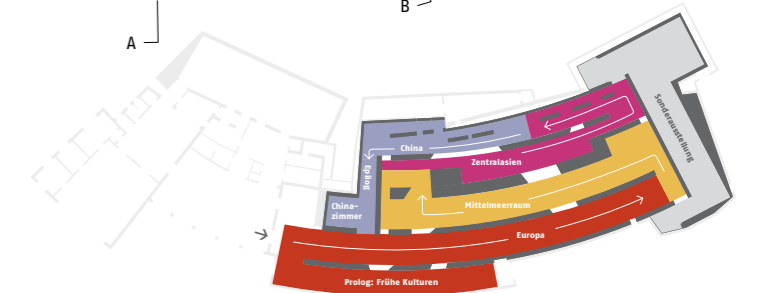 A
B
Sonderausstellung
China
Zentralasien
Epilog
China-
zimmer
Mittelmeerraum
Europa
Prolog: Frühe Kulturen